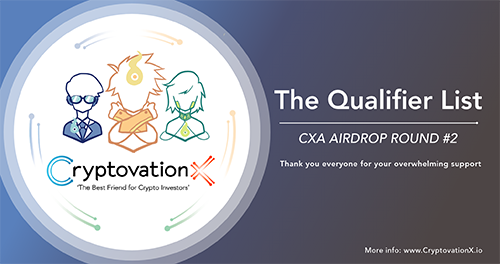 CryptovationX
'The Best Friend for Crypto Investors'
The Qualifier List
CXA AIRDROP ROUND #2
Thank you everyone for your overwhelming support
More info: www.CryptovationX.io